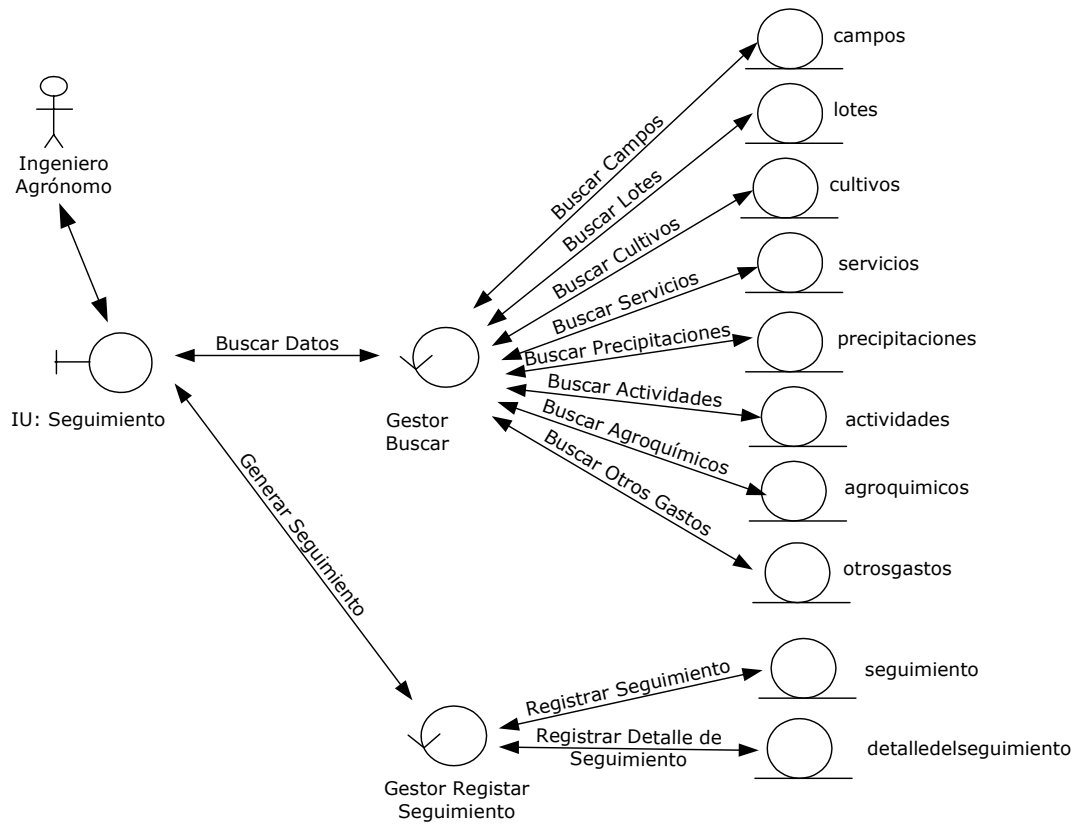 Ingeniero
Agrónomo
IU: Seguimiento
Buscar Datos
Generar Seguimiento
Gestor
Buscar
Buscar Campos
Buscar Lotes
Buscar Cultivos
Buscar Servicios
Buscar Precipitaciones
Buscar Actividades
Buscar Agroquímicos
Buscar Otros Gastos
campos
lotes
cultivos
servicios
precipitaciones
actividades
agroquimicos
otrosgastos
Gestor Registar
Seguimiento
Registrar Seguimiento
Registrar Detalle de
Seguimiento
seguimiento
detalledelseguimiento